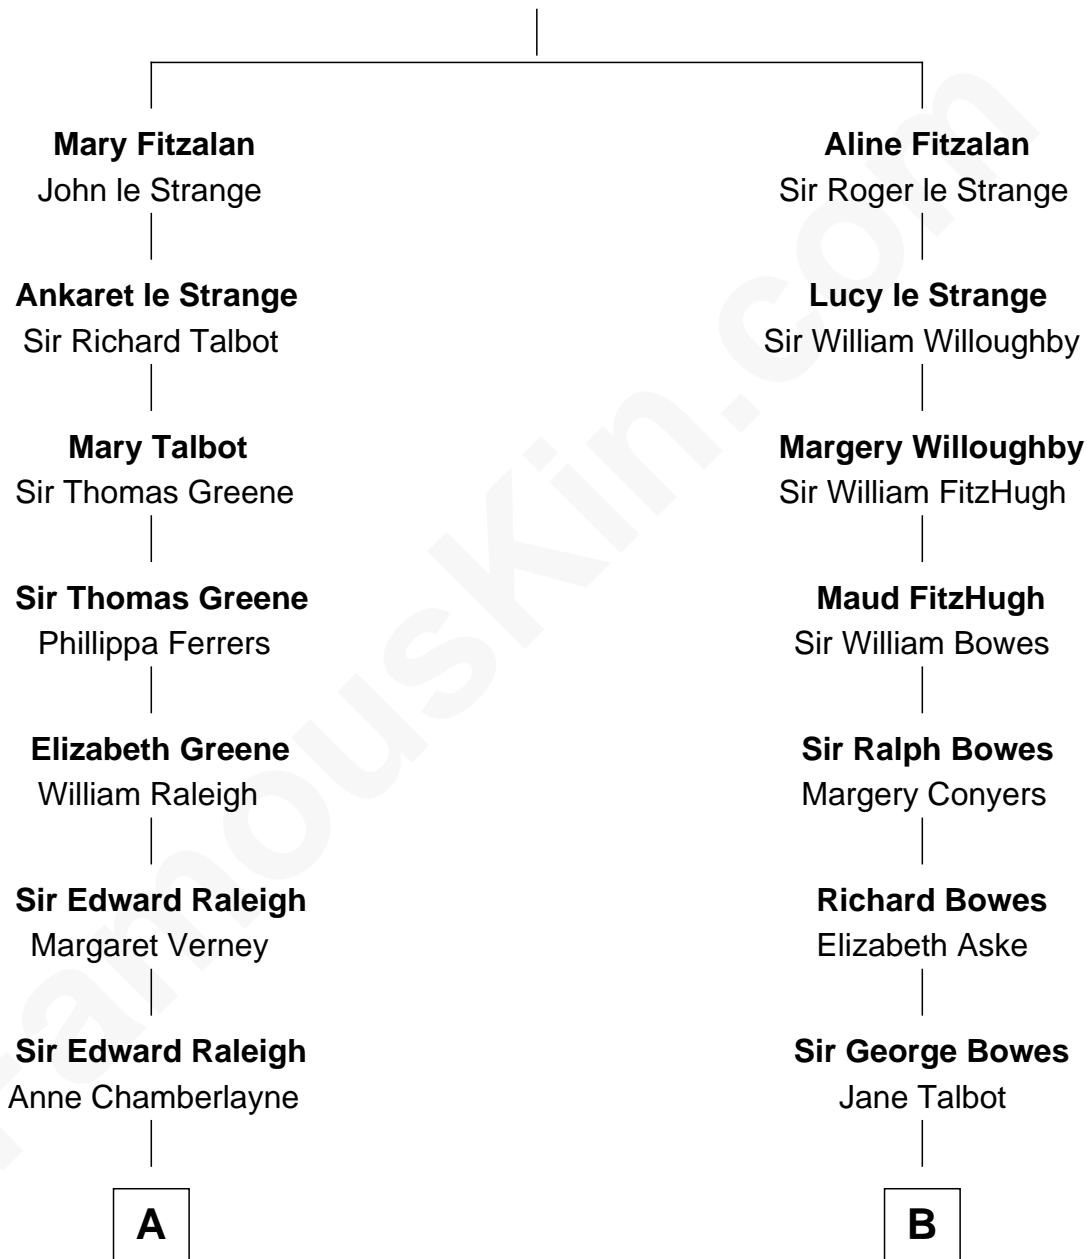 Mary Fitzalan
John le Strange
Ankaret le Strange
Sir Richard Talbot
Mary Talbot
Sir Thomas Greene
Sir Thomas Greene
Phillippa Ferrers
Elizabeth Greene
William Raleigh
Sir Edward Raleigh
Margaret Verney
Sir Edward Raleigh
Anne Chamberlayne
A
Aline Fitzalan
Sir Roger le Strange
Lucy le Strange
Sir William Willoughby
Margery Willoughby
Sir William FitzHugh
Maud FitzHugh
Sir William Bowes
Sir Ralph Bowes
Margery Conyers
Richard Bowes
Elizabeth Aske
Sir George Bowes
Jane Talbot
B
FamousKin.com